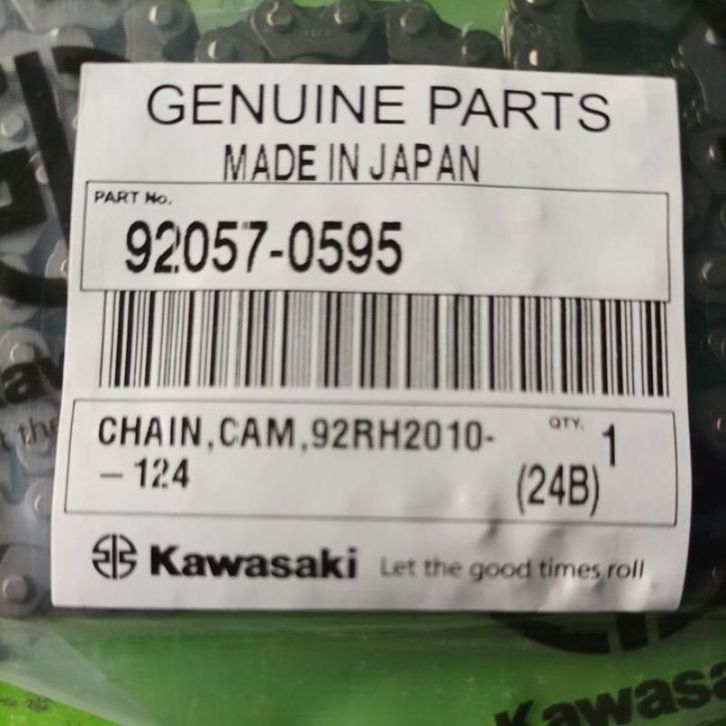 GENUINE PARTS
MADE IN JAPAN
PART No.
92057-0595
CHAIN,CAM,92RH2010-
-124
QTY. 1
(24B)
Kawasaki Let the good times roll
Kawasa